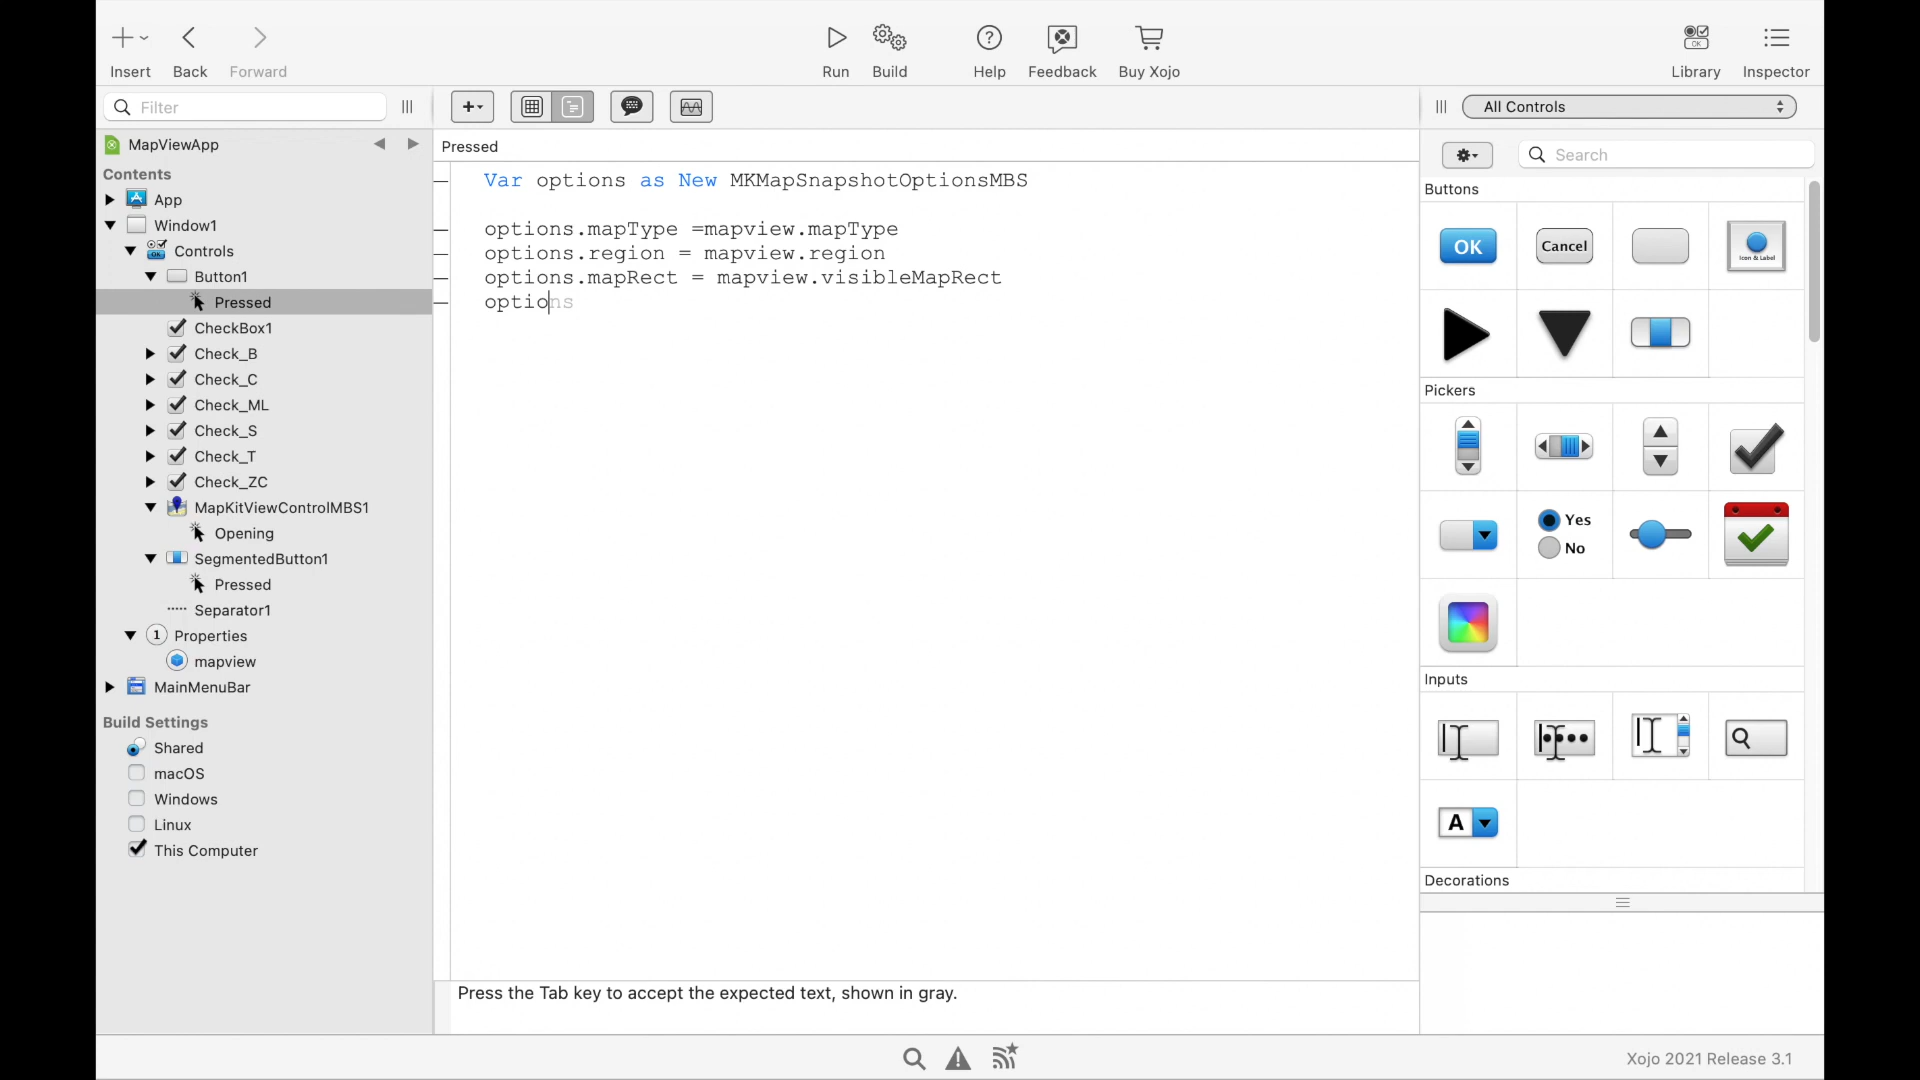 Insert
Back
Forward
Run
Build
Help
Feedback
Buy Xojo
Library
Inspector
Filter
All Controls
MapViewApp
Pressed
Search
Contents
App
Window1
Controls
Button1
Pressed
CheckBox1
Check_B
Check_C
Check_ML
Check_S
Check_T
Check_ZC
MapKitViewControlMBS1
Opening
SegmentedButton1
Pressed
Separator1
1 Properties
mapview
MainMenuBar
Build Settings
Shared
macOS
Windows
Linux
This Computer
Var options as New MKMapSnapshotOptionsMBS
options.mapType =mapview.mapType
options.region = mapview.region
options.mapRect = mapview.visibleMapRect
options
Press the Tab key to accept the expected text, shown in gray.
Buttons
OK
Cancel
Icon & Label
Pickers
Yes
No
Inputs
A
Decorations
Xojo 2021 Release 3.1